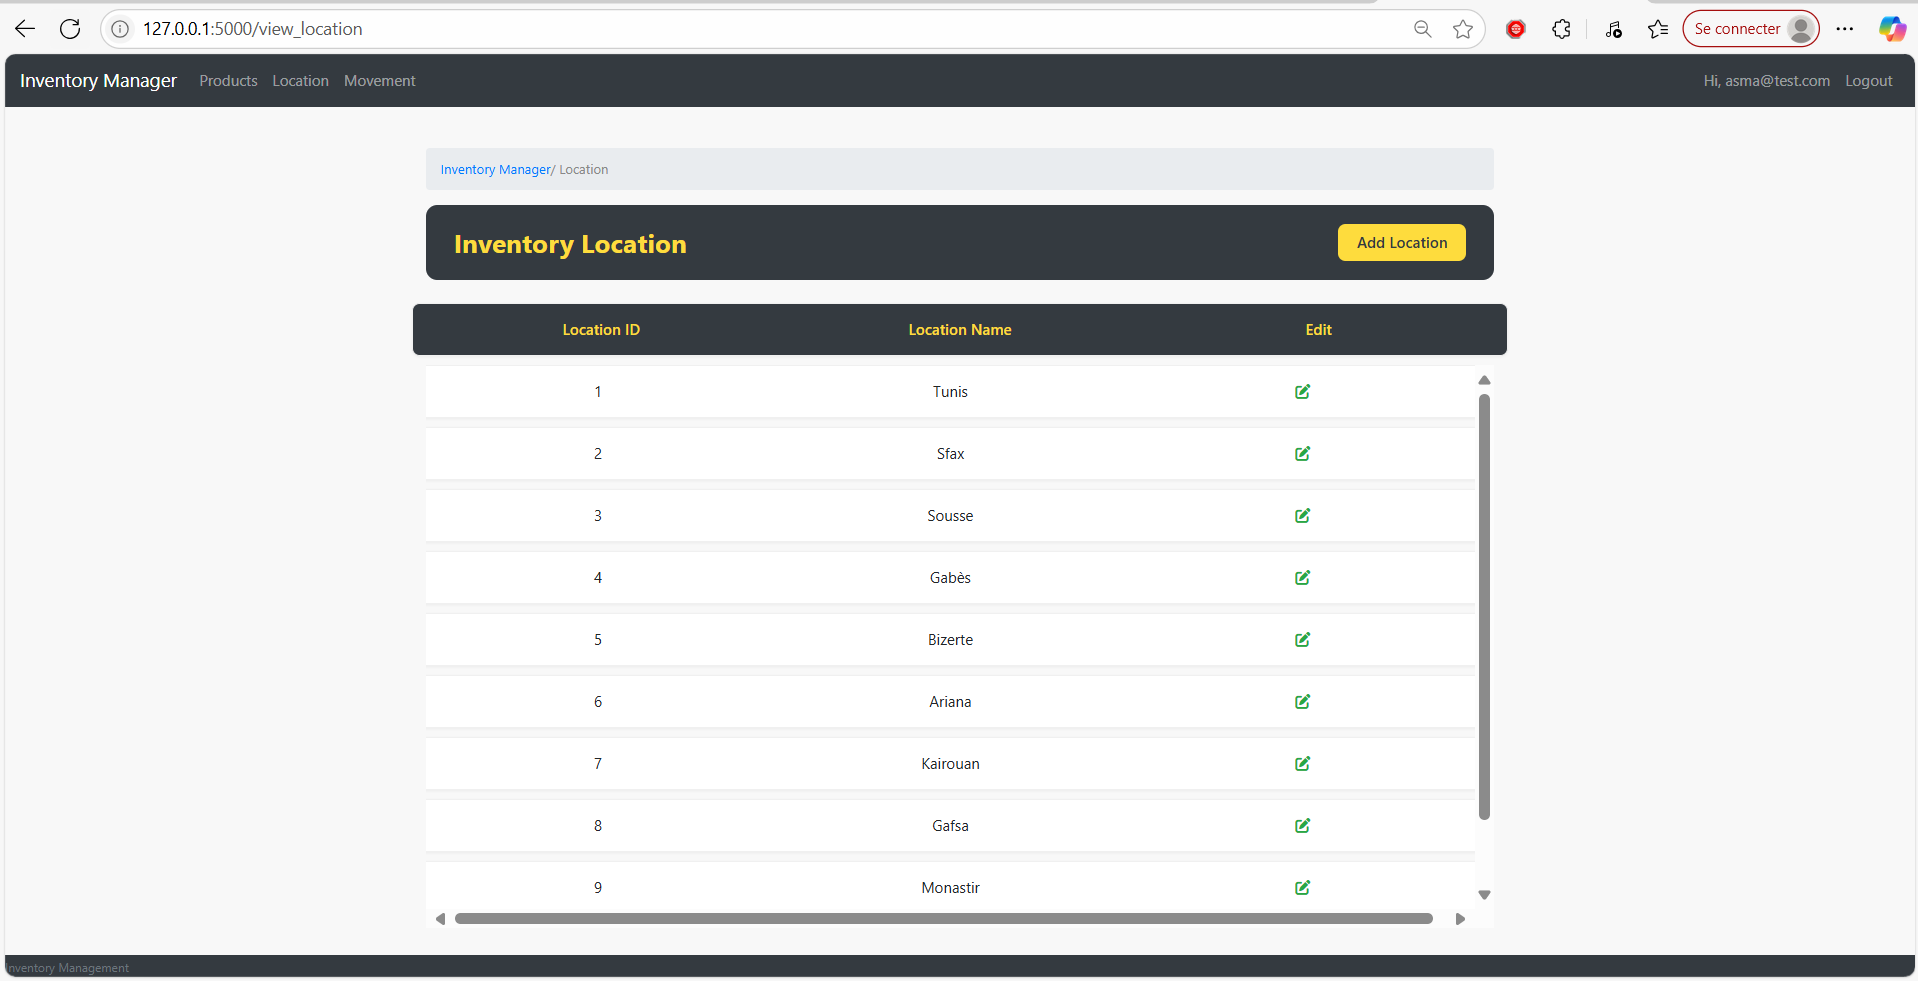 127.0.0.1:5000/view_location
Se connecter
Inventory Manager Products Location Movement Hi, asma@test.com Logout
Inventory Manager/ Location
Inventory Location Add Location
Location ID Location Name Edit
1 Tunis
2 Sfax
3 Sousse
4 Gabès
5 Bizerte
6 Ariana
7 Kairouan
8 Gafsa
9 Monastir
Inventory Management